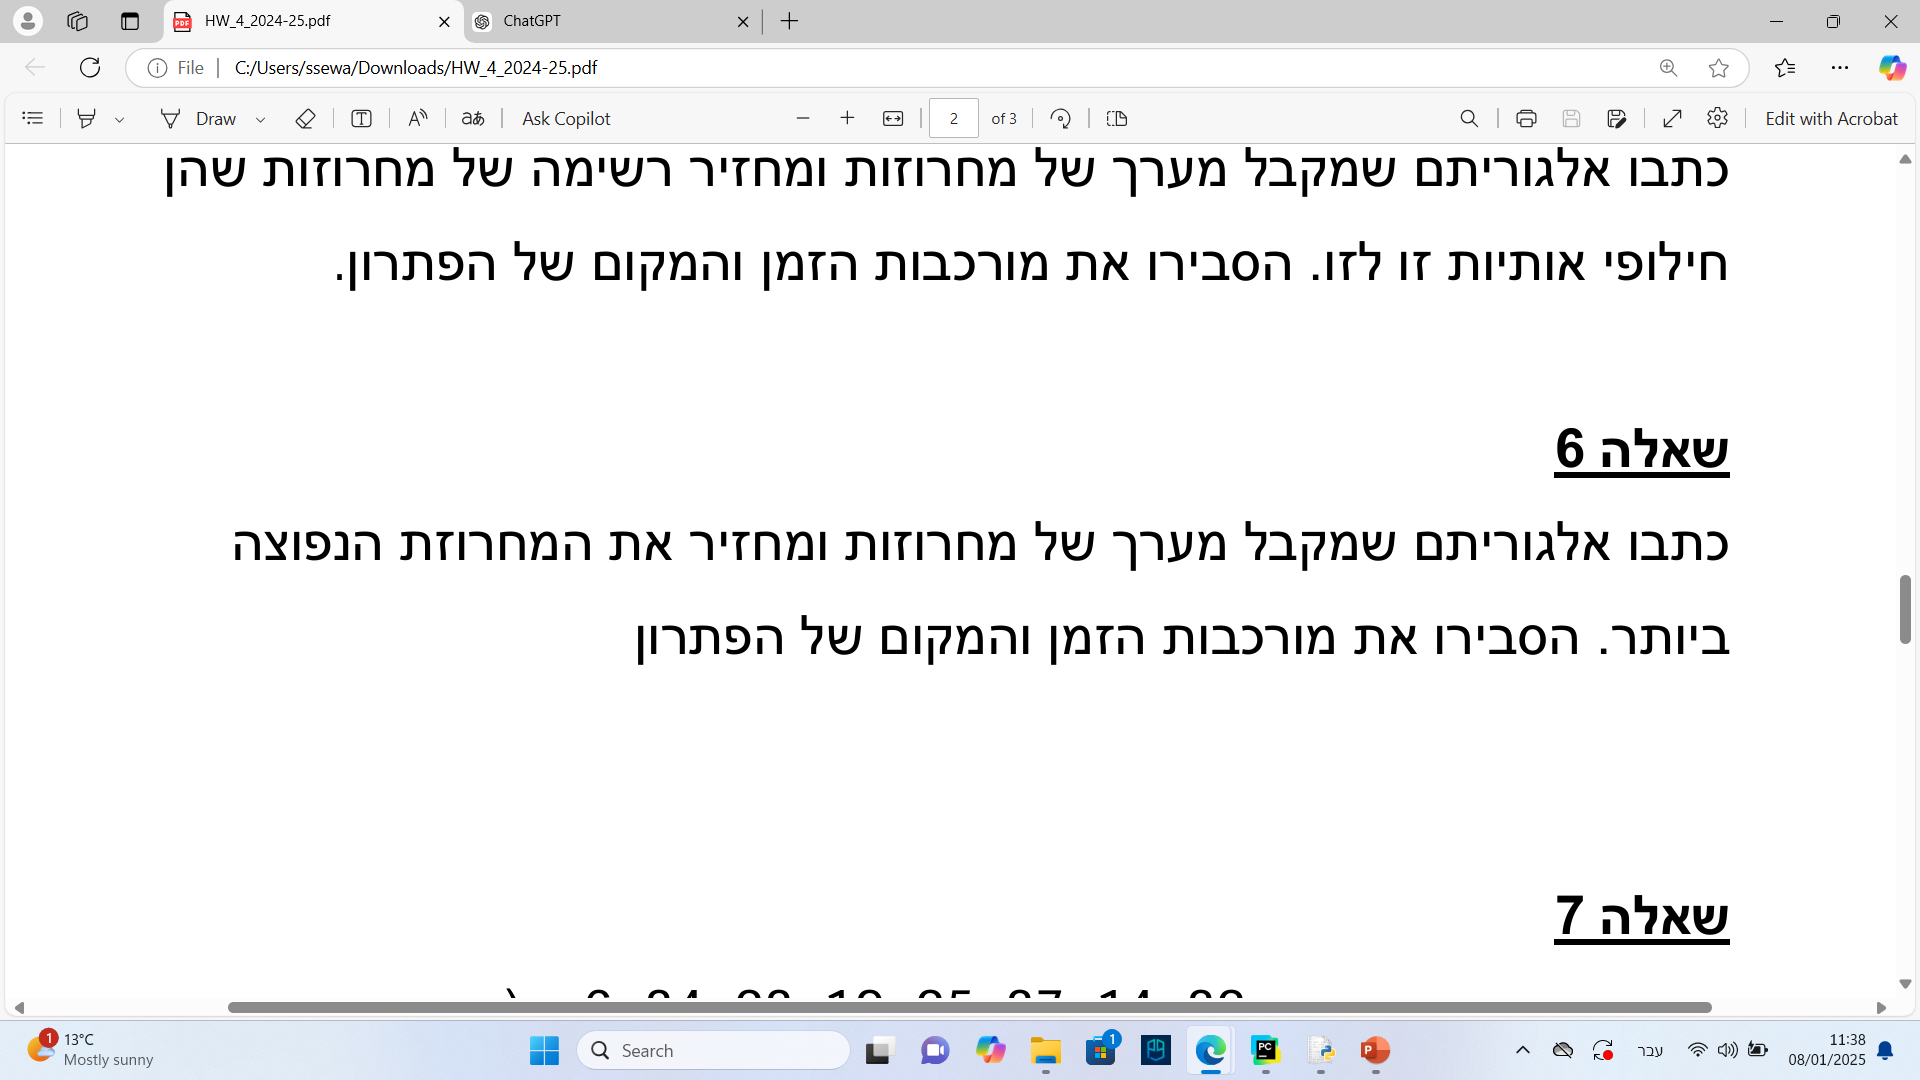 HW_4_2024-25.pdf
ChatGPT
File
C:/Users/ssewa/Downloads/HW_4_2024-25.pdf
Draw
Ask Copilot
2
of 3
Edit with Acrobat
כתבו אלגוריתם שמקבל מערך של מחרוזות ומחזיר רשימה של מחרוזות שהן
חילופי אותיות זו לזו. הסבירו את מורכבות הזמן והמקום של הפתרון.
שאלה 6
כתבו אלגוריתם שמקבל מערך של מחרוזות ומחזיר את המחרוזת הנפוצה
ביותר. הסבירו את מורכבות הזמן והמקום של הפתרון
שאלה 7
1
13°C
Mostly sunny
Search
1
PC
עבר
11:38
08/01/2025